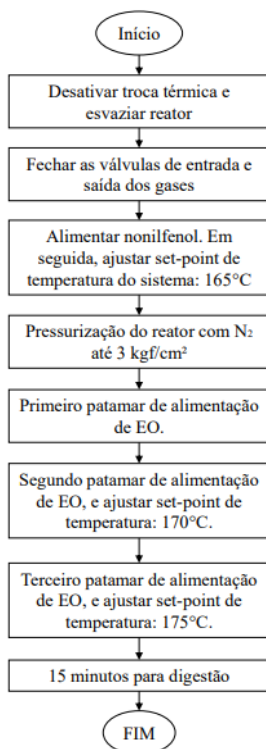 Início
Desativar troca térmica e
esvaziar reator
Fechar as válvulas de entrada e
saída dos gases
Alimentar nonilfenol. Em
seguida, ajustar set-point de
temperatura do sistema: 165°C
Pressurização do reator com N₂
até 3 kgf/cm²
Primeiro patamar de alimentação
de EO.
Segundo patamar de alimentação
de EO, e ajustar set-point de
temperatura: 170°C.
Terceiro patamar de alimentação
de EO, e ajustar set-point de
temperatura: 175°C.
15 minutos para digestão
FIM